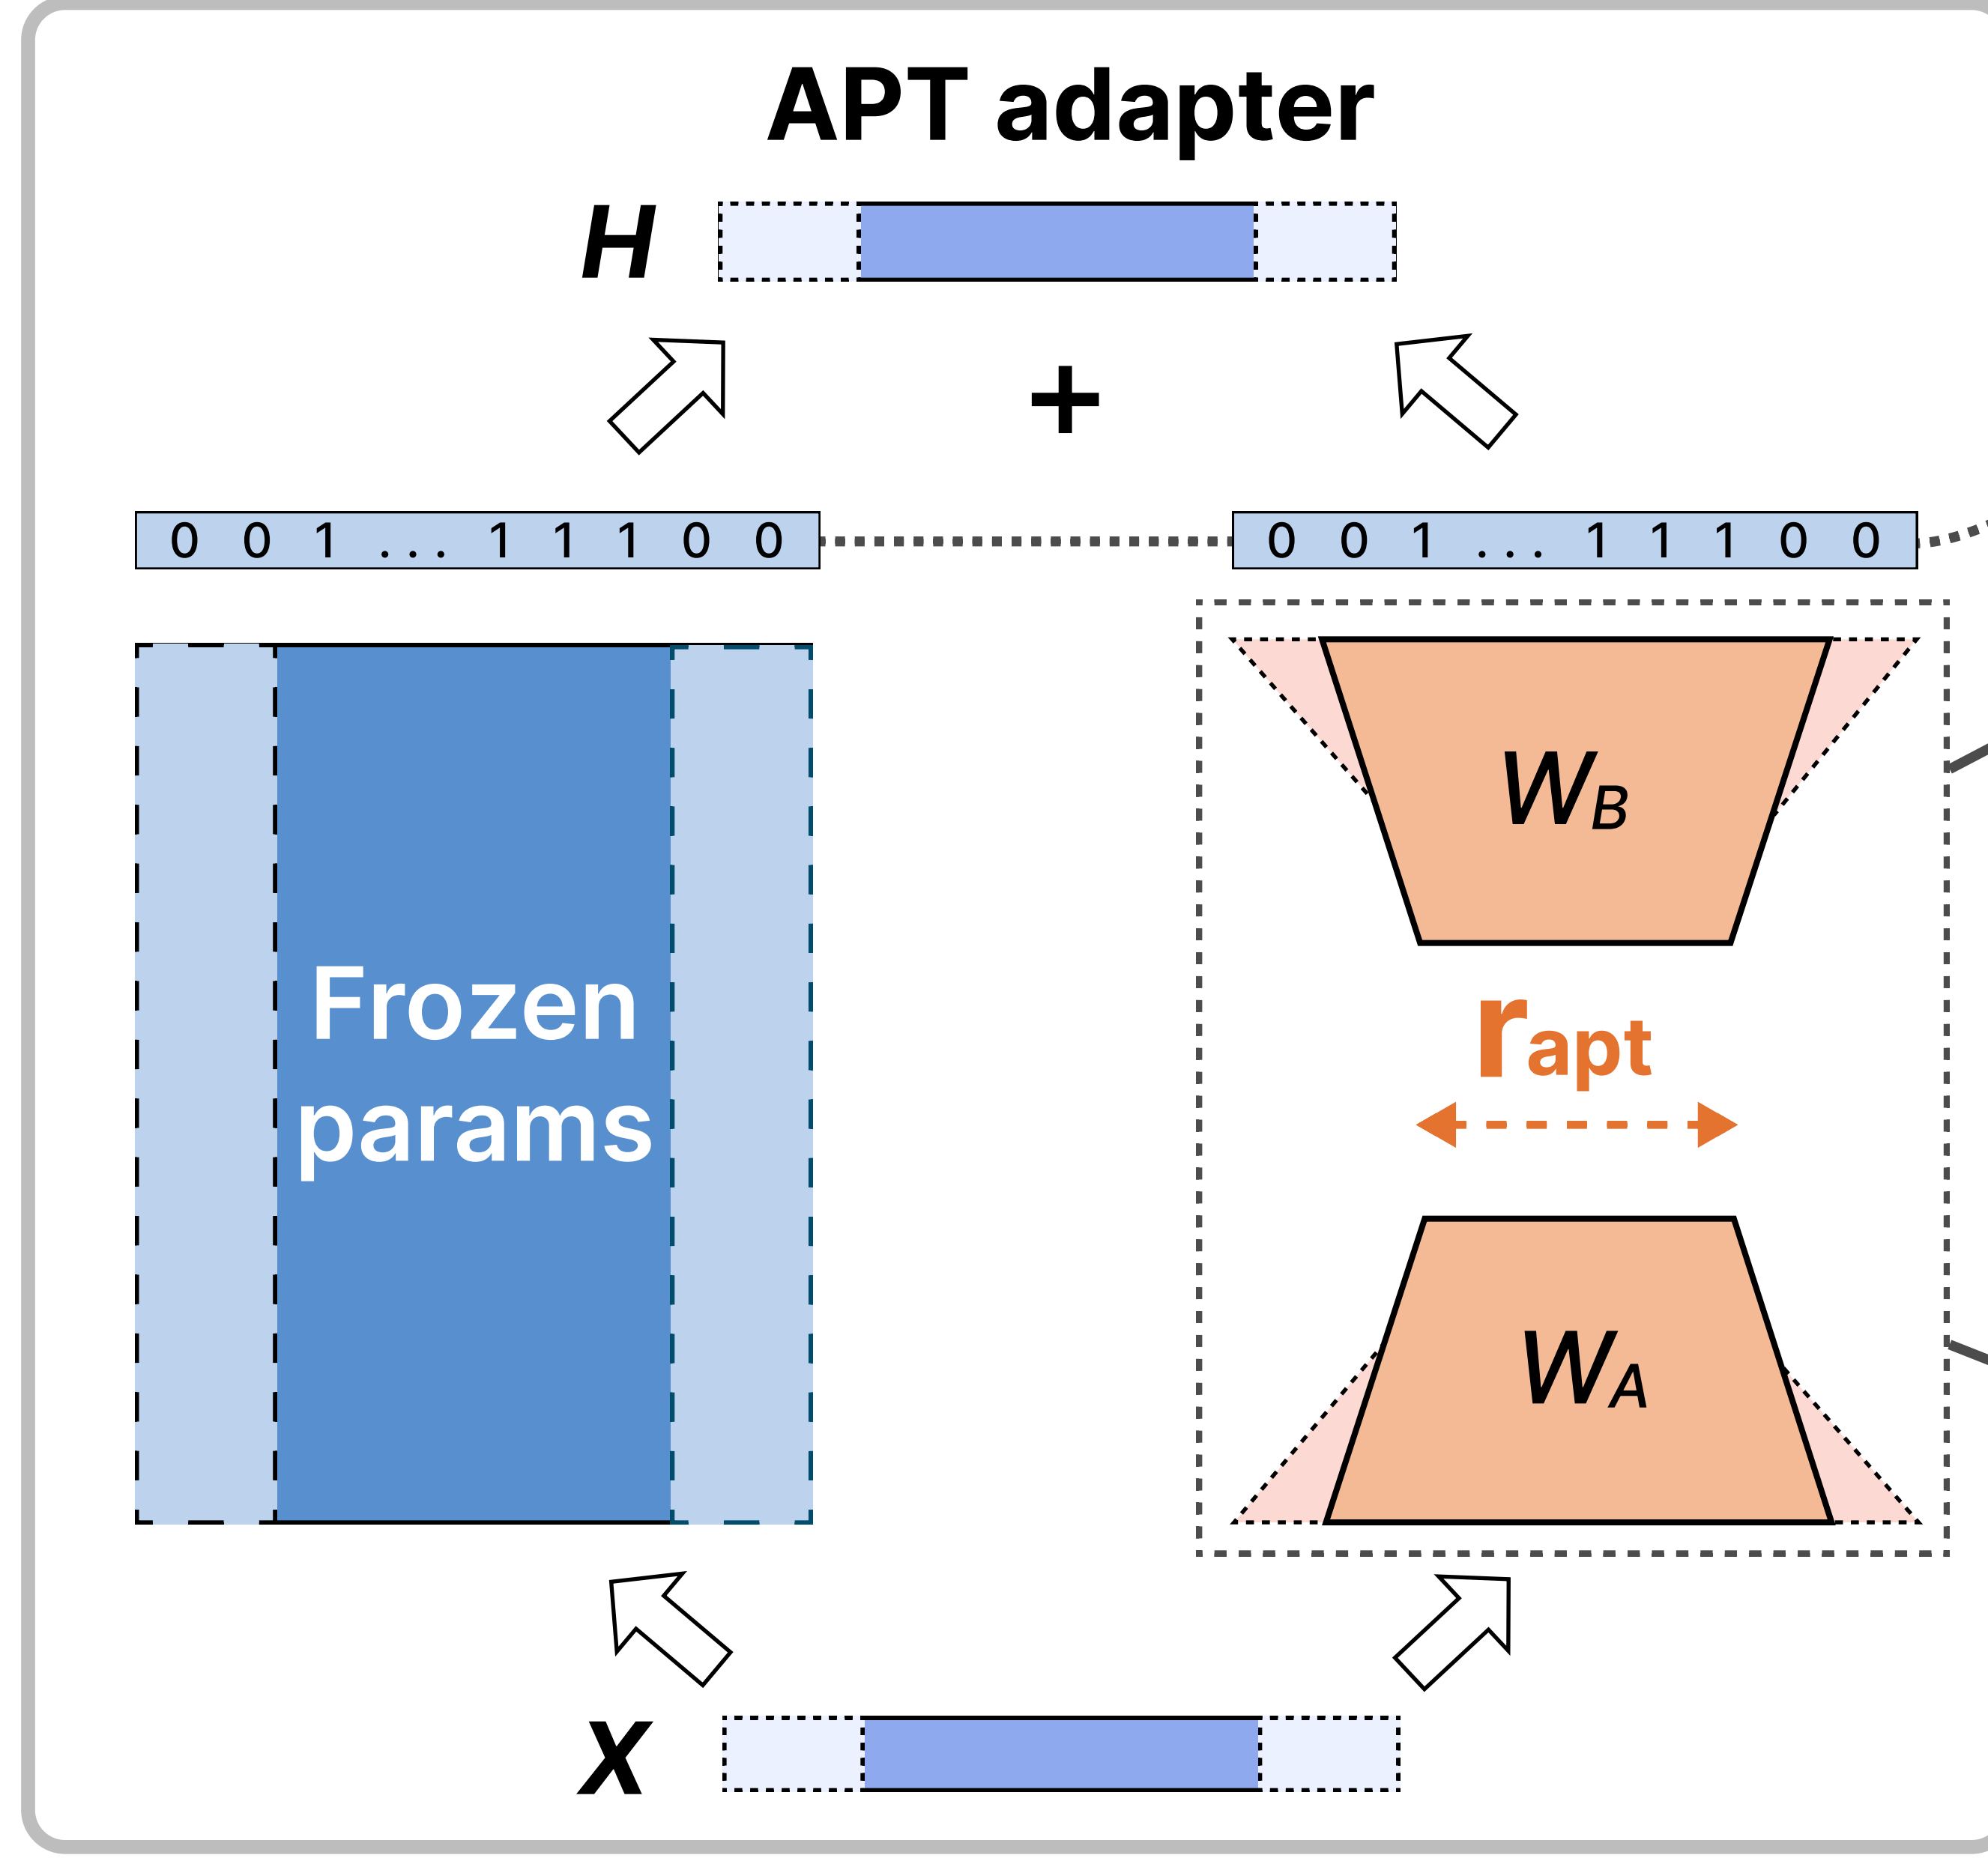 APT adapter
H
+
0 0 1 ... 1 1 1 0 0
0 0 1 ... 1 1 1 0 0
W_B
Frozen
params
r_apt
W_A
X